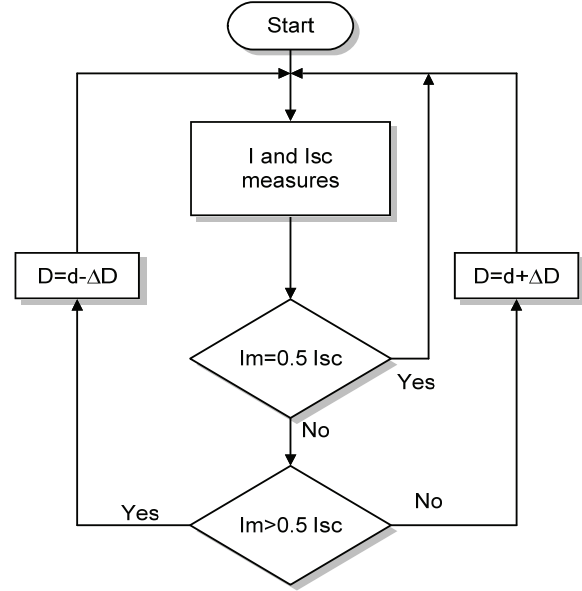 Start
I and Isc
measures
D=d-ΔD
D=d+ΔD
Im=0.5 Isc
Yes
No
Im>0.5 Isc
Yes
No